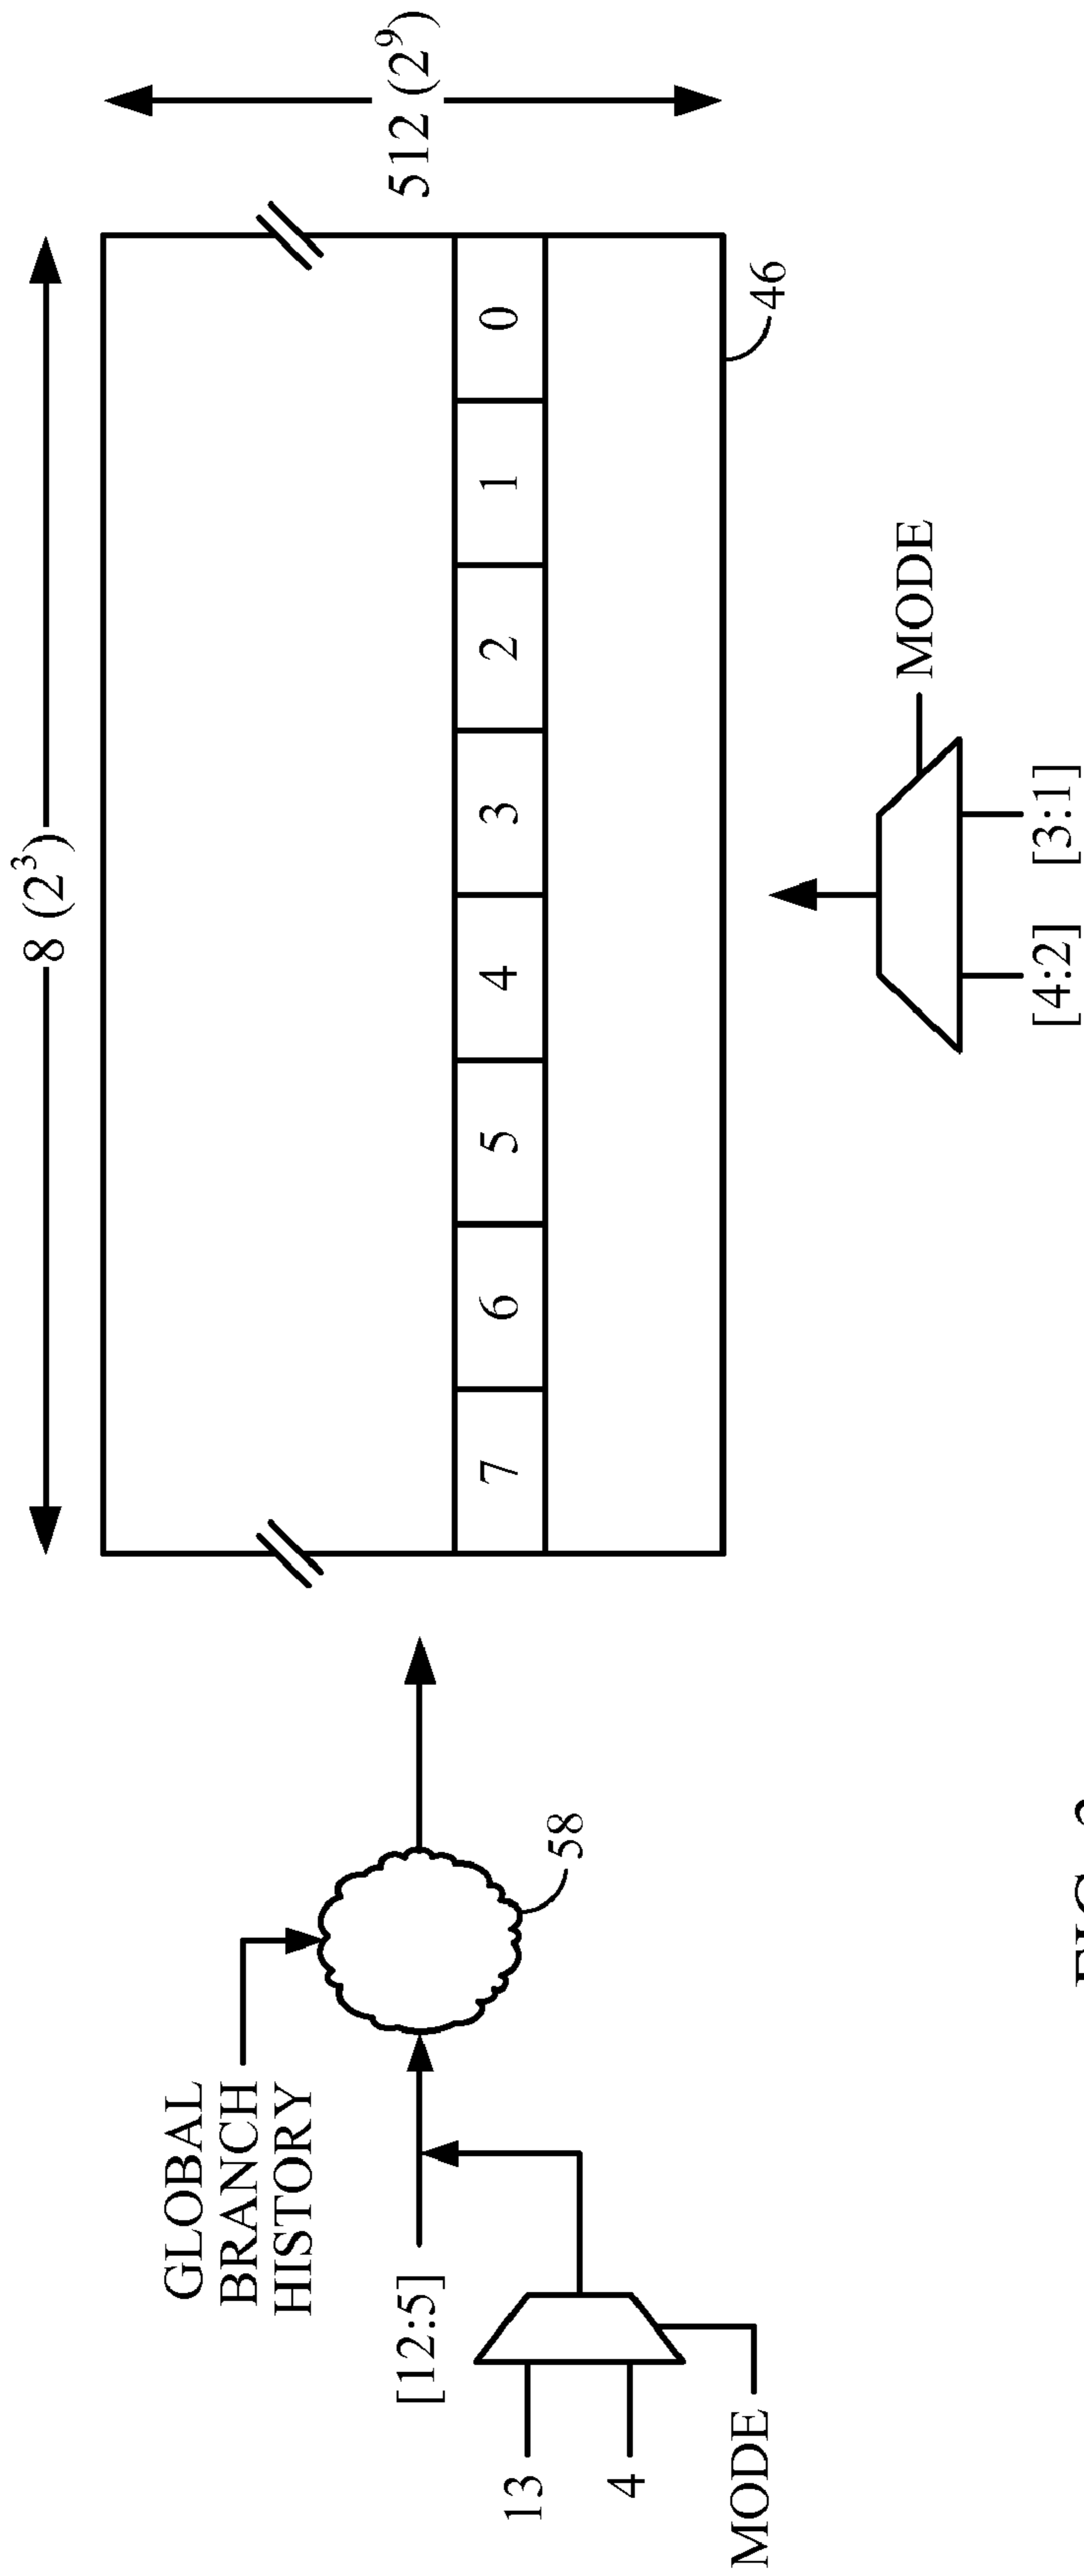 8 (2³)
512 (2⁹)
GLOBAL
BRANCH
HISTORY
[12:5]
7 6 5 4 3 2 1 0
13
4
58
46
MODE
MODE
[4:2] [3:1]